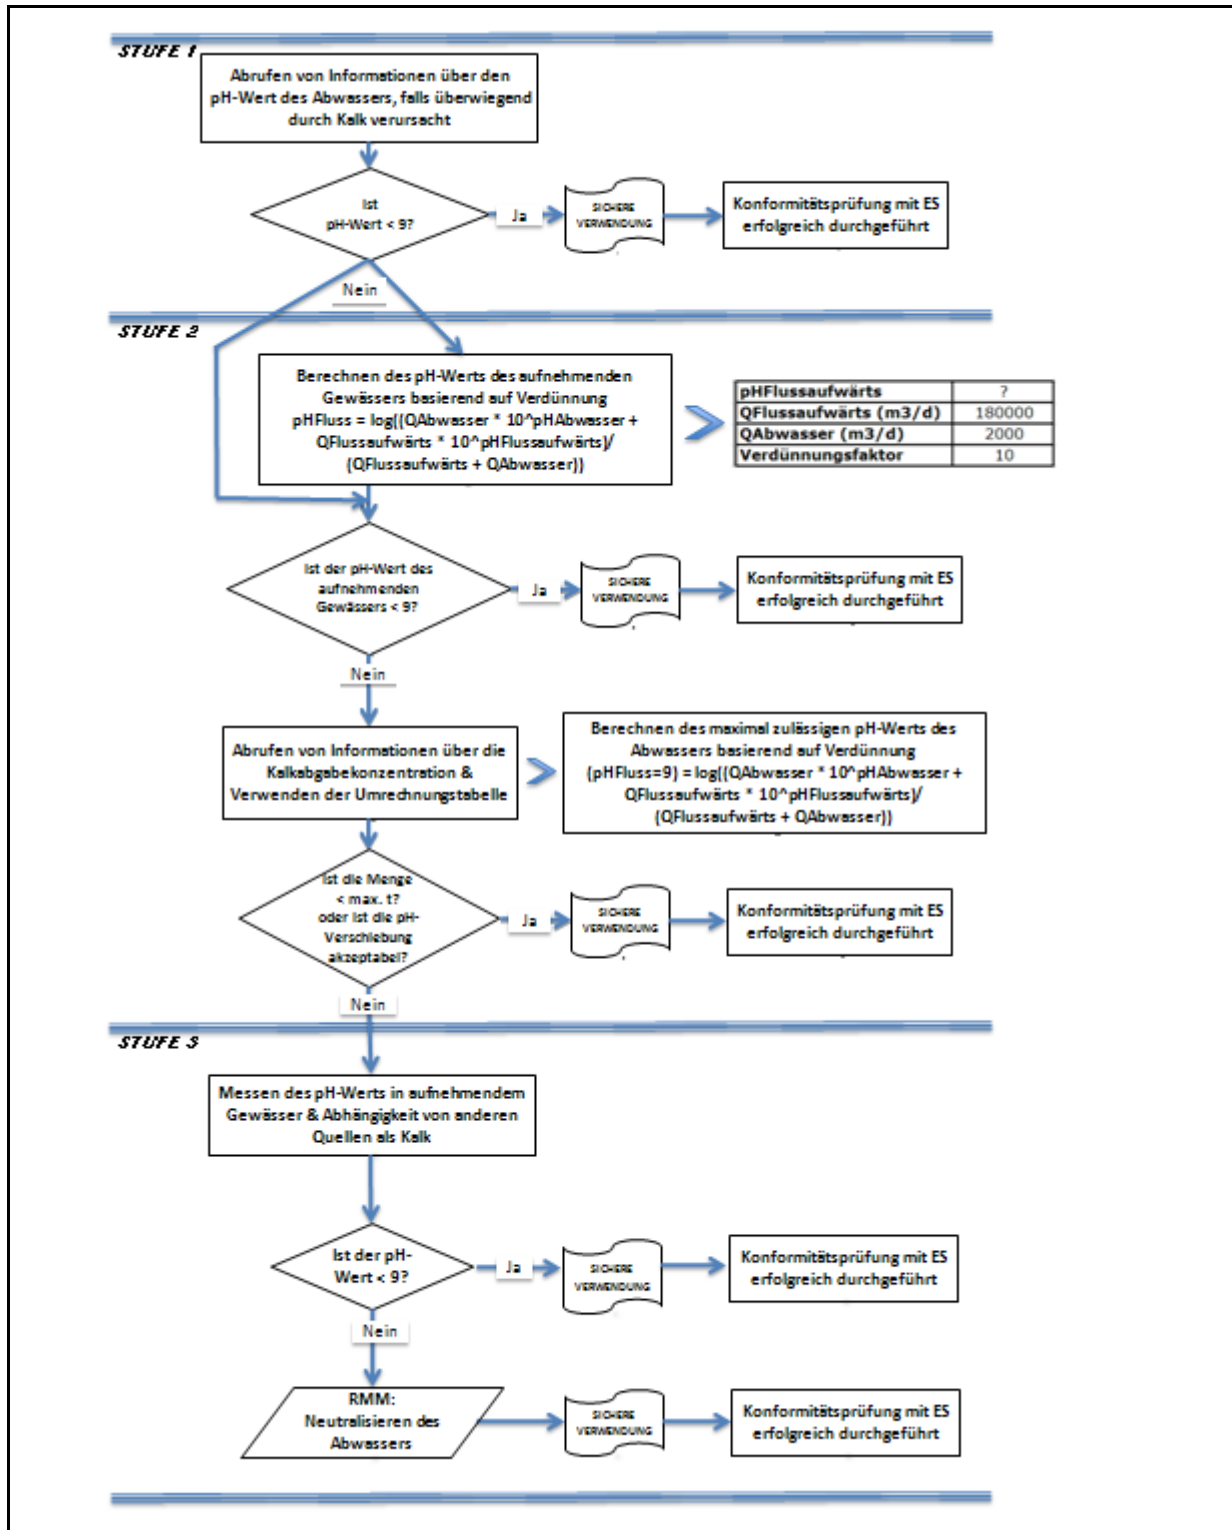 STUFE 1
Abrufen von Informationen über den
pH-Wert des Abwassers, falls überwiegend
durch Kalk verursacht
Ist
pH-Wert < 9?
Ja
SICHERE
VERWENDUNG
Konformitätsprüfung mit ES
erfolgreich durchgeführt
Nein
STUFE 2
Berechnen des pH-Werts des aufnehmenden
Gewässers basierend auf Verdünnung
pHFluss = log((QAbwasser * 10^pHAbwasser +
QFlussaufwärts * 10^pHFlussaufwärts)/
(QFlussaufwärts + QAbwasser))
pHFlussaufwärts ?
QFlussaufwärts (m3/d) 180000
QAbwasser (m3/d) 2000
Verdünnungsfaktor 10
Ist der pH-Wert des
aufnehmenden
Gewässers < 9?
Ja
SICHERE
VERWENDUNG
Konformitätsprüfung mit ES
erfolgreich durchgeführt
Nein
Abrufen von Informationen über die
Kalkabgabekonzentration &
Verwenden der Umrechnungstabelle
Berechnen des maximal zulässigen pH-Werts des
Abwassers basierend auf Verdünnung
(pHFluss=9) = log((QAbwasser * 10^pHAbwasser +
QFlussaufwärts * 10^pHFlussaufwärts)/
(QFlussaufwärts + QAbwasser))
Ist die Menge
< max. t?
oder ist die pH-
Verschiebung
akzeptabel?
Ja
SICHERE
VERWENDUNG
Konformitätsprüfung mit ES
erfolgreich durchgeführt
Nein
STUFE 3
Messen des pH-Werts in aufnehmendem
Gewässer & Abhängigkeit von anderen
Quellen als Kalk
Ist der pH-
Wert < 9?
Ja
SICHERE
VERWENDUNG
Konformitätsprüfung mit ES
erfolgreich durchgeführt
Nein
RMM:
Neutralisieren des
Abwassers
SICHERE
VERWENDUNG
Konformitätsprüfung mit ES
erfolgreich durchgeführt